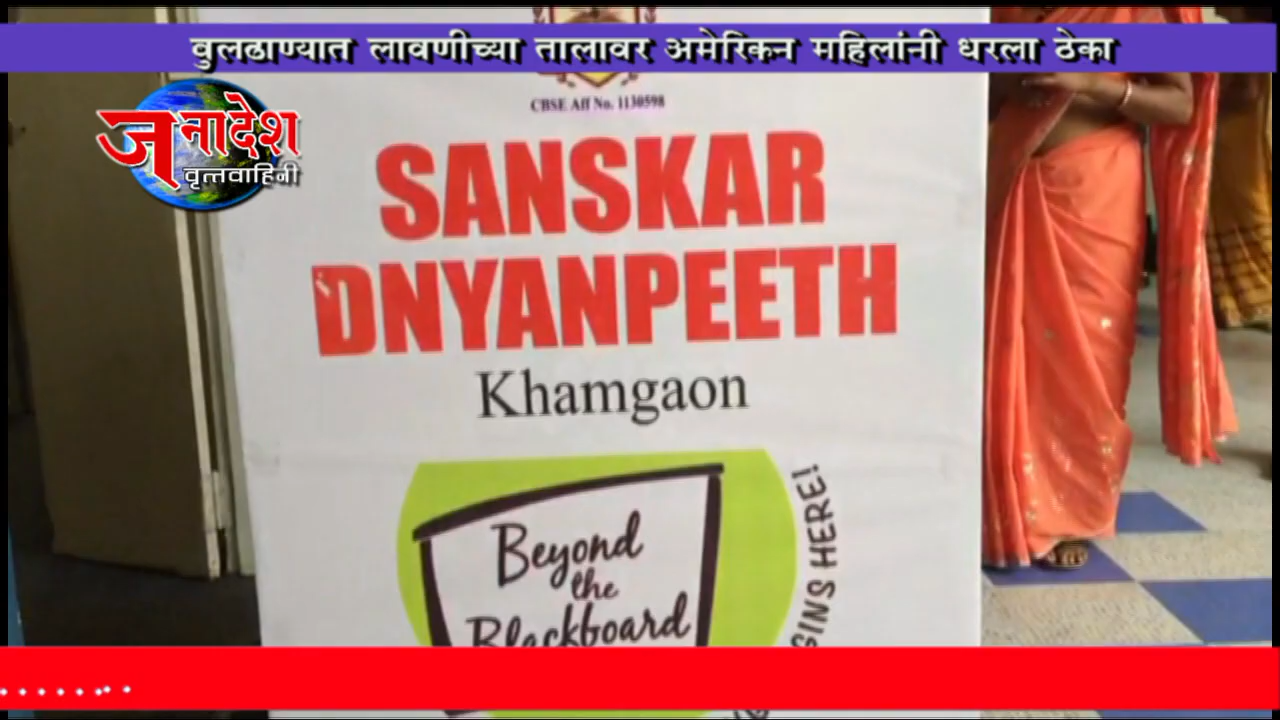 वुलढाण्यात लावणीच्या तालावर अमेरिकन महिलांनी धरला ठेका
जनादेश
वृत्तवाहिनी
CBSE Aff No. 1130598
SANSKAR
DNYANPEETH
Khamgaon
Beyond
the
Blackboard
HERE!